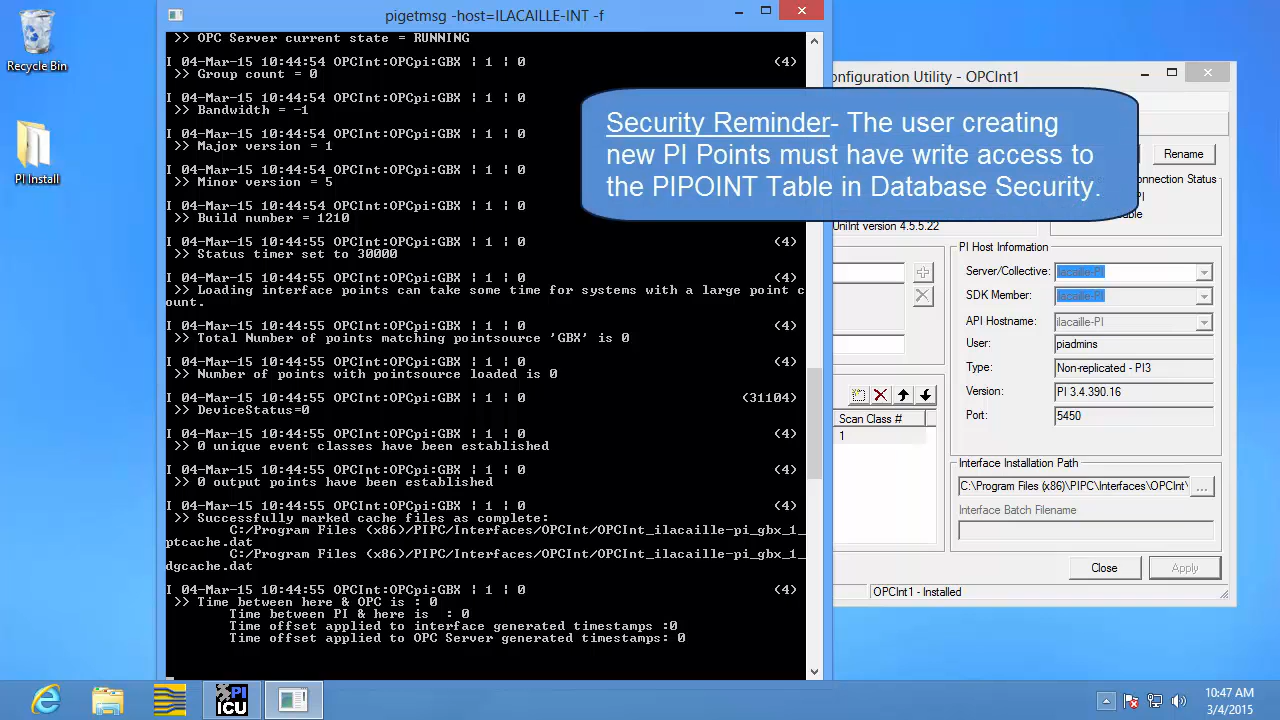 Recycle Bin
PI Install
pigetmsg -host=ILACAILLE-INT -f
>> OPC Server current state = RUNNING
I 04-Mar-15 10:44:54 OPCInt:OPCpi:GBX | 1 | 0 (4)
>> Group count = 0
I 04-Mar-15 10:44:54 OPCInt:OPCpi:GBX | 1 | 0
>> Bandwidth = -1
I 04-Mar-15 10:44:54 OPCInt:OPCpi:GBX | 1 | 0
>> Major version = 1
I 04-Mar-15 10:44:54 OPCInt:OPCpi:GBX | 1 | 0
>> Minor version = 5
I 04-Mar-15 10:44:54 OPCInt:OPCpi:GBX | 1 | 0
>> Build number = 1210
I 04-Mar-15 10:44:55 OPCInt:OPCpi:GBX | 1 | 0 (4)
>> Status timer set to 30000
I 04-Mar-15 10:44:55 OPCInt:OPCpi:GBX | 1 | 0 (4)
>> Loading interface points can take some time for systems with a large point c
ount.
I 04-Mar-15 10:44:55 OPCInt:OPCpi:GBX | 1 | 0 (4)
>> Total Number of points matching pointsource 'GBX' is 0
I 04-Mar-15 10:44:55 OPCInt:OPCpi:GBX | 1 | 0 (4)
>> Number of points with pointsource loaded is 0
I 04-Mar-15 10:44:55 OPCInt:OPCpi:GBX | 1 | 0 (31104)
>> DeviceStatus=0
I 04-Mar-15 10:44:55 OPCInt:OPCpi:GBX | 1 | 0 (4)
>> 0 unique event classes have been established
I 04-Mar-15 10:44:55 OPCInt:OPCpi:GBX | 1 | 0 (4)
>> 0 output points have been established
I 04-Mar-15 10:44:55 OPCInt:OPCpi:GBX | 1 | 0 (4)
>> Successfully marked cache files as complete:
C:/Program Files (x86)/PIPC/Interfaces/OPCInt/OPCInt_ilacaille-pi_gbx_1_
ptcache.dat
C:/Program Files (x86)/PIPC/Interfaces/OPCInt/OPCInt_ilacaille-pi_gbx_1_
dgcache.dat
I 04-Mar-15 10:44:55 OPCInt:OPCpi:GBX | 1 | 0 (4)
>> Time between here & OPC is : 0
Time between PI & here is : 0
Time offset applied to interface generated timestamps :0
Time offset applied to OPC Server generated timestamps: 0
Security Reminder- The user creating
new PI Points must have write access to
the PIPOINT Table in Database Security.
onfiguration Utility - OPCInt1
Rename
onnection Status
UniInt version 4.5.5.22
Scan Class #
1
PI Host Information
Server/Collective: ilacaille-PI
SDK Member: ilacaille-PI
API Hostname: ilacaille-PI
User: piadmins
Type: Non-replicated - PI3
Version: PI 3.4.390.16
Port: 5450
Interface Installation Path
C:\Program Files (x86)\PIPC\Interfaces\OPCInt\ ...
Interface Batch Filename
Close
Apply
OPCInt1 - Installed
PI
ICU
10:47 AM
3/4/2015